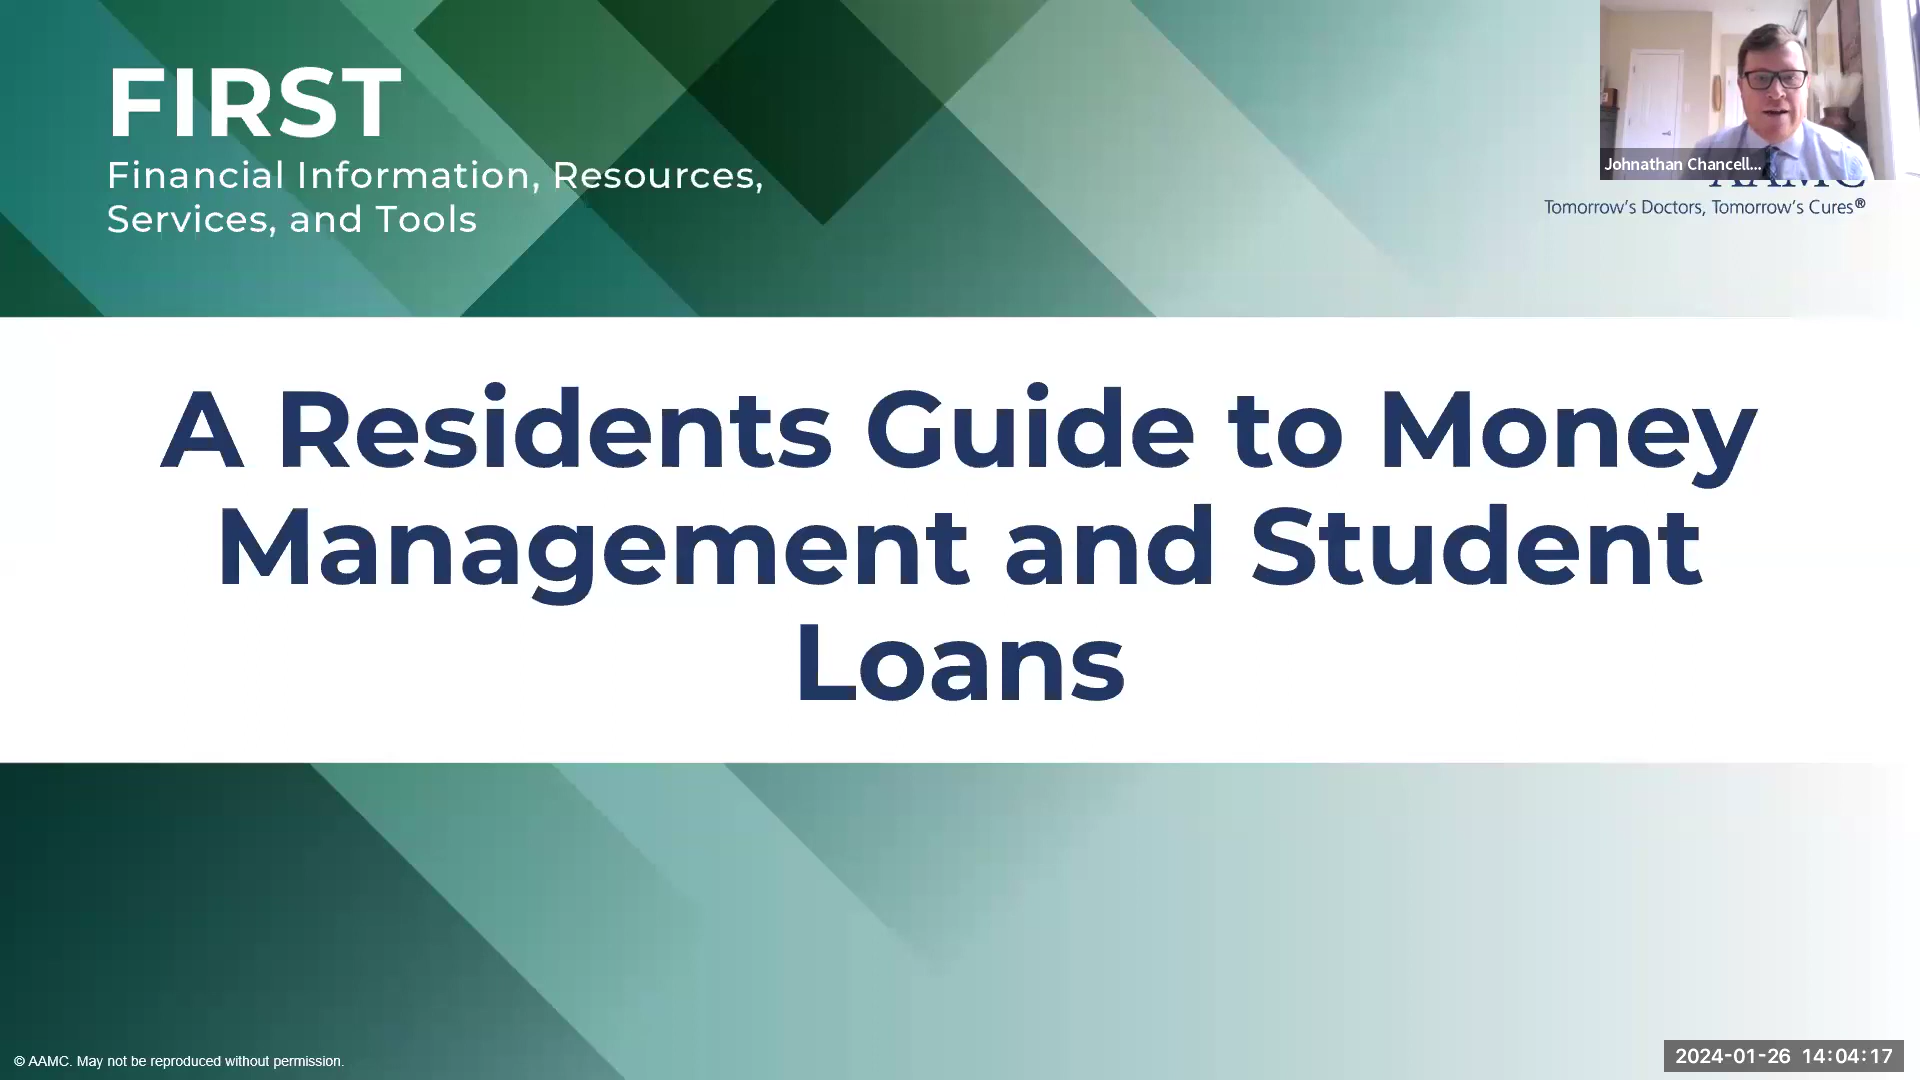 FIRST
Financial Information, Resources,
Services, and Tools
Johnathan Chancell...
AAMC
Tomorrow's Doctors, Tomorrow's Cures®
A Residents Guide to Money
Management and Student
Loans
© AAMC. May not be reproduced without permission.
2024-01-26 14:04:17